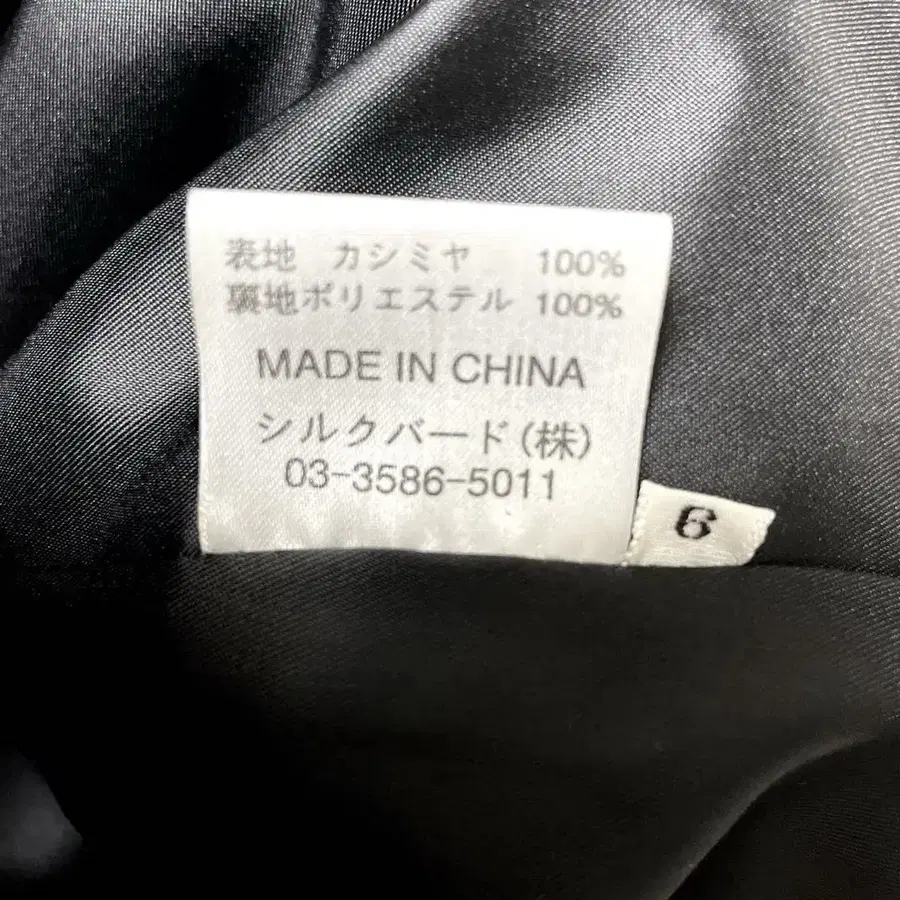 表地 カシミヤ 100%
裏地ポリエステル 100%
MADE IN CHINA
シルクバード(株)
03-3586-5011
6